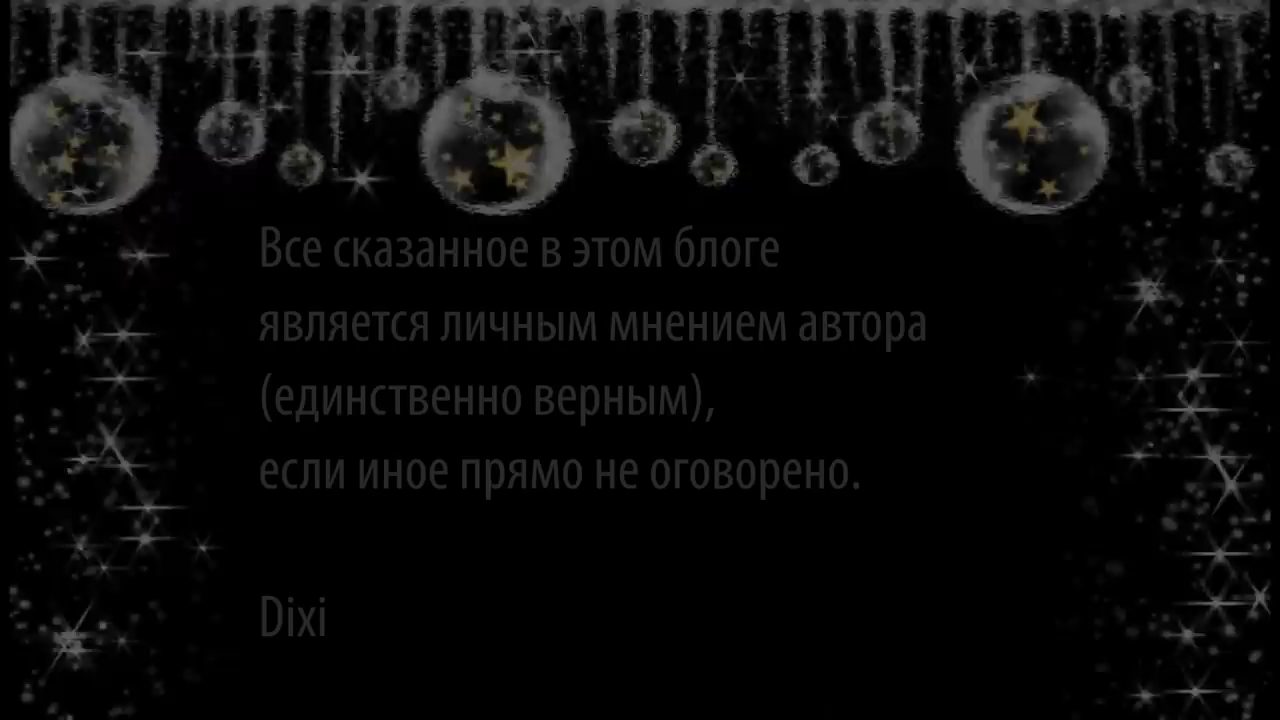 Все сказанное в этом блоге
является личным мнением автора
(единственно верным),
если иное прямо не оговорено.
Dixi